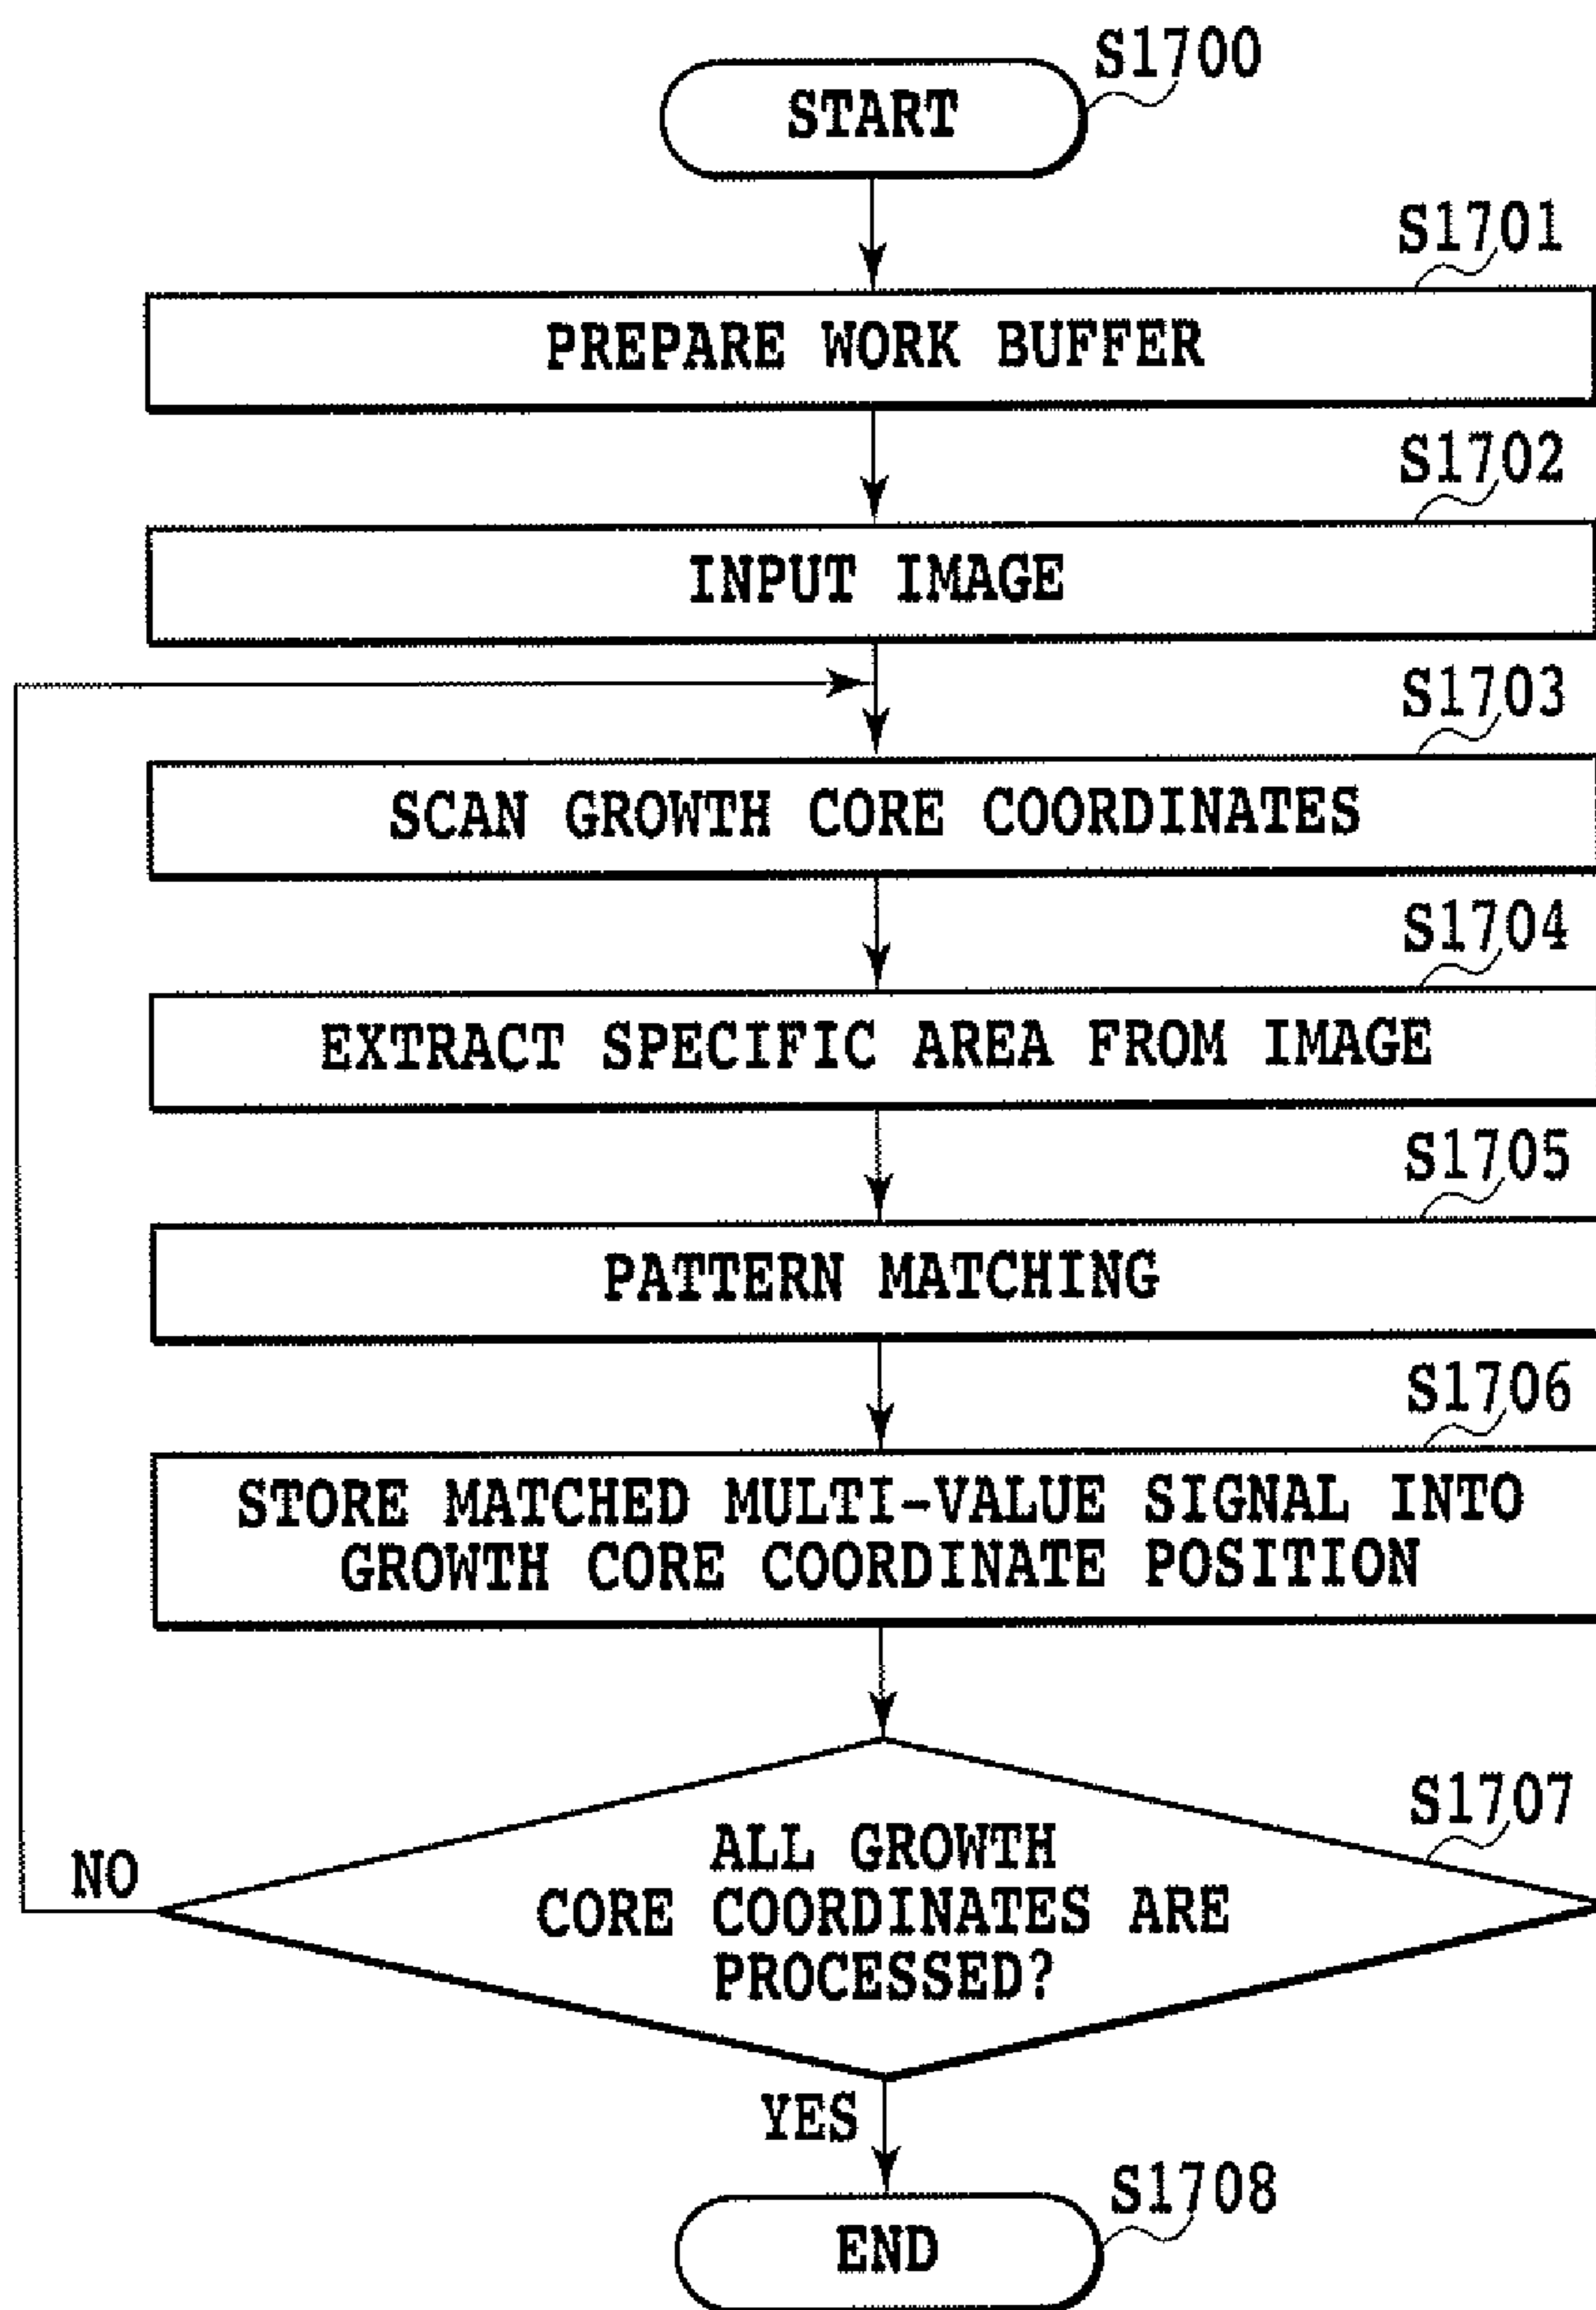 S1700
START
S1701
PREPARE WORK BUFFER
S1702
INPUT IMAGE
S1703
SCAN GROWTH CORE COORDINATES
S1704
EXTRACT SPECIFIC AREA FROM IMAGE
S1705
PATTERN MATCHING
S1706
STORE MATCHED MULTI-VALUE SIGNAL INTO
GROWTH CORE COORDINATE POSITION
S1707
ALL GROWTH
CORE COORDINATES ARE
PROCESSED?
NO
YES
S1708
END